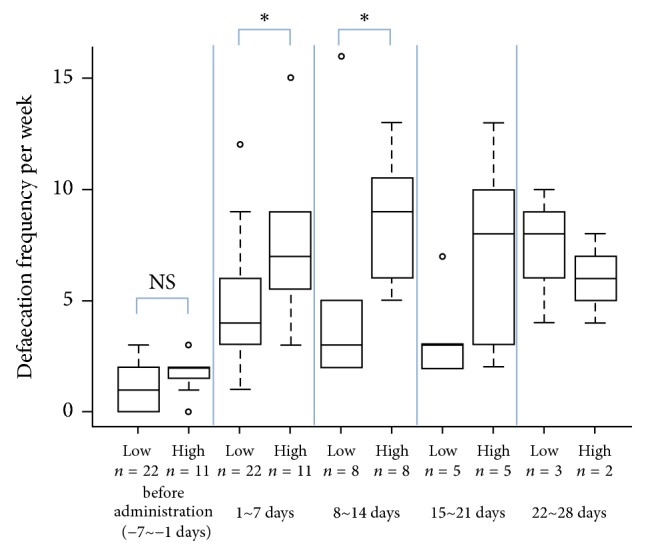 * *
15
10
5
0
Defaecation frequency per week
NS
Low High Low High Low High Low High Low High
n = 22 n = 11 n = 22 n = 11 n = 8 n = 8 n = 5 n = 5 n = 3 n = 2
before
administration
(−7~−1 days)
1~7 days 8~14 days 15~21 days 22~28 days